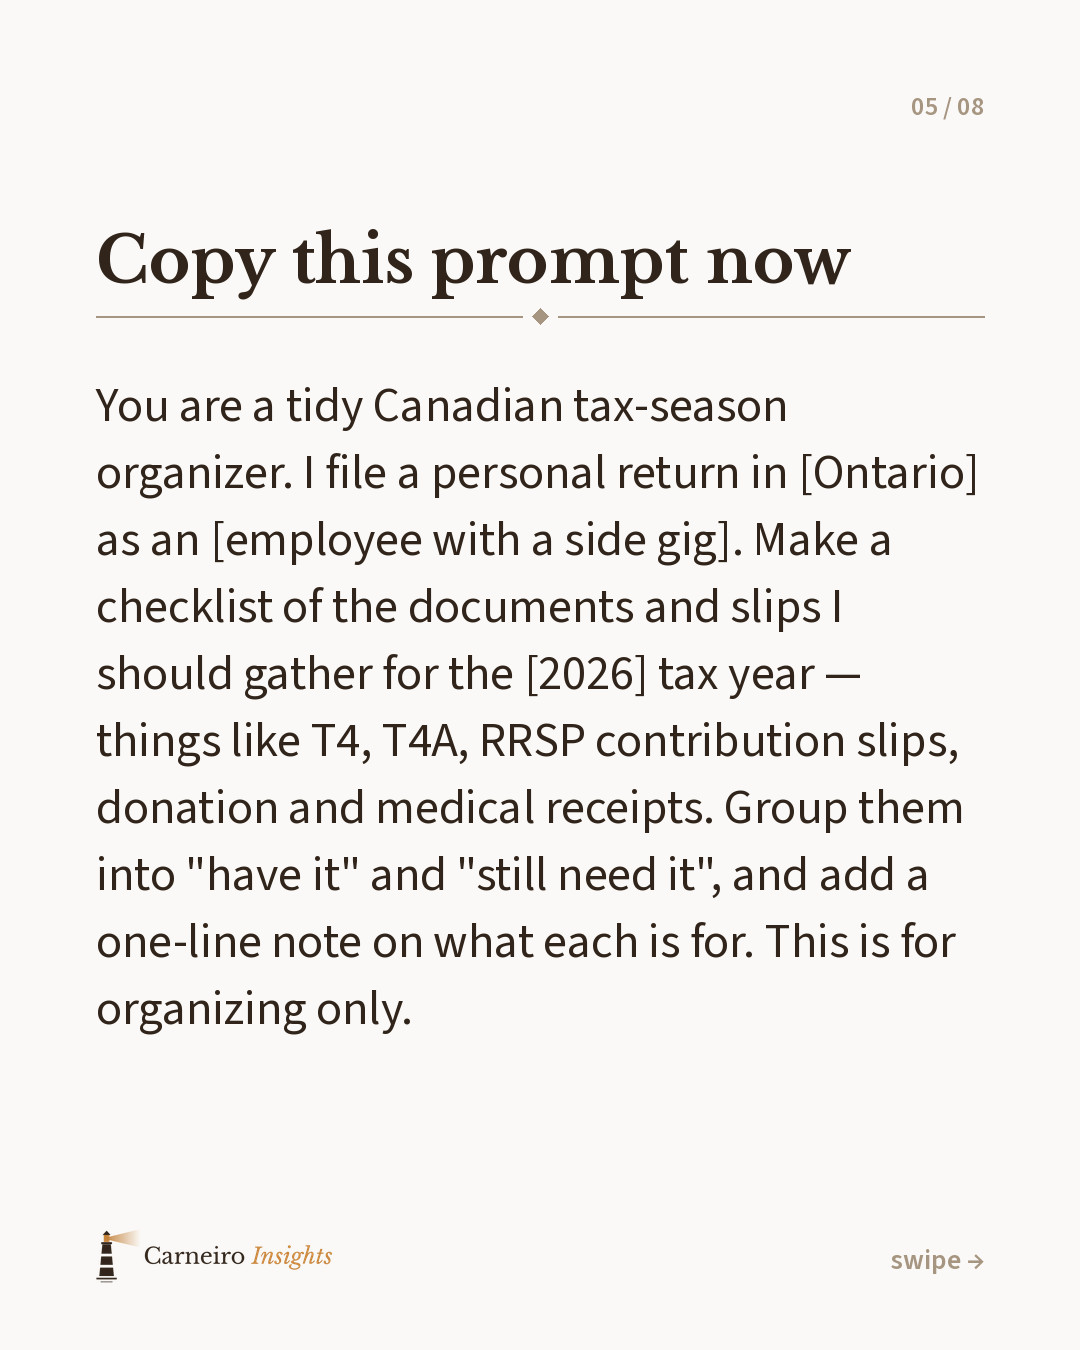 05 / 08
Copy this prompt now
You are a tidy Canadian tax-season
organizer. I file a personal return in [Ontario]
as an [employee with a side gig]. Make a
checklist of the documents and slips I
should gather for the [2026] tax year —
things like T4, T4A, RRSP contribution slips,
donation and medical receipts. Group them
into "have it" and "still need it", and add a
one-line note on what each is for. This is for
organizing only.
Carneiro Insights
swipe →